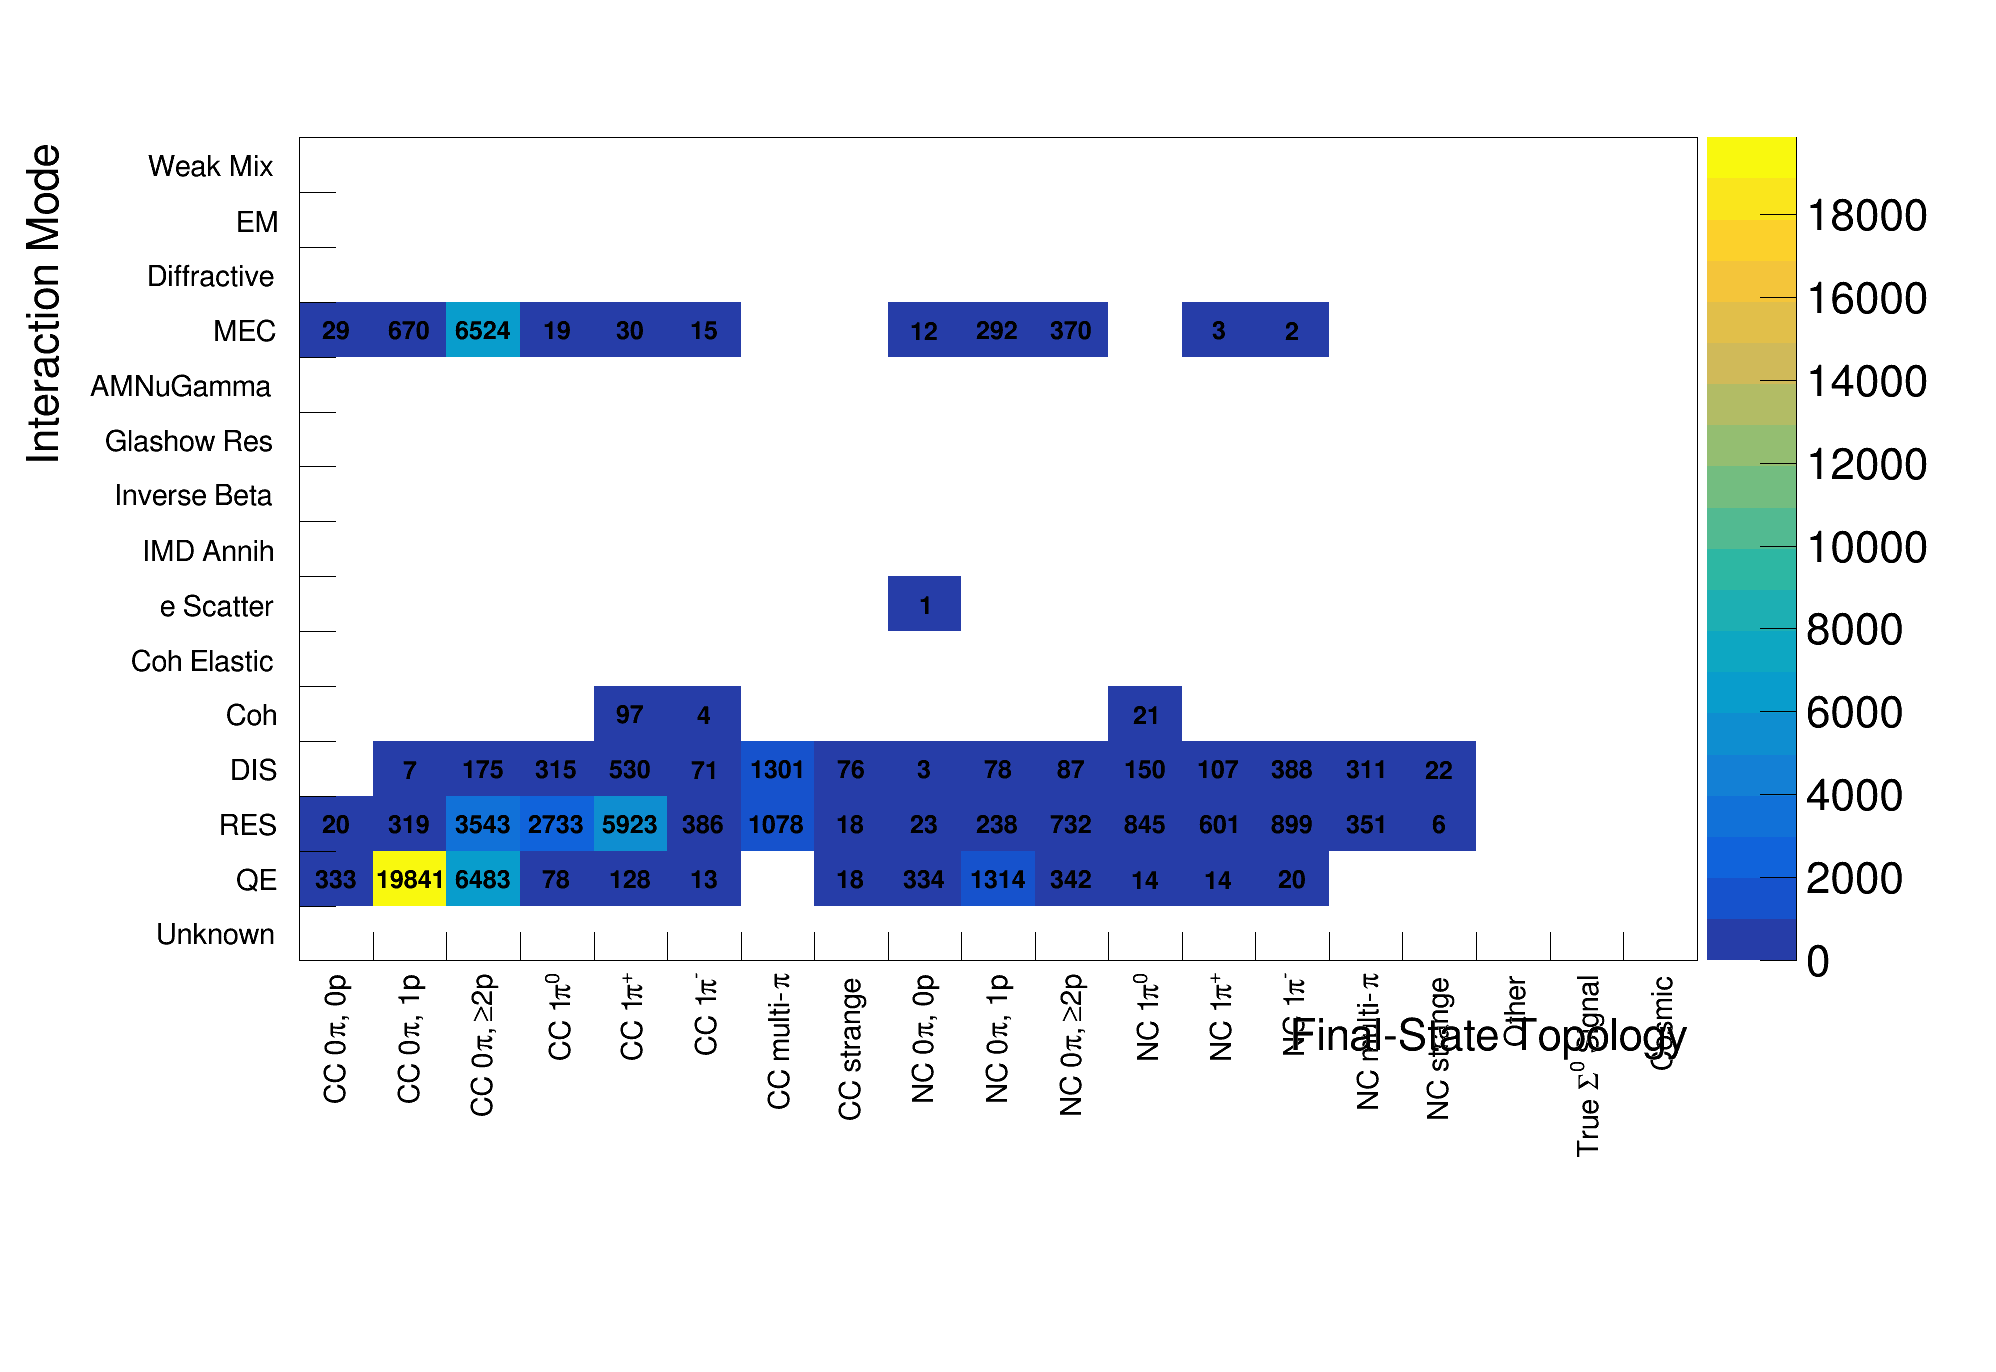 Interaction Mode
Weak Mix
EM
Diffractive
MEC 29 670 6524 19 30 15 12 292 370 3 2
AMNuGamma
Glashow Res
Inverse Beta
IMD Annih
e Scatter 1
Coh Elastic
Coh 97 4 21
DIS 7 175 315 530 71 1301 76 3 78 87 150 107 388 311 22
RES 20 319 3543 2733 5923 386 1078 18 23 238 732 845 601 899 351 6
QE 333 19841 6483 78 128 13 18 334 1314 342 14 14 20
Unknown
CC 0π, 0p
CC 0π, 1p
CC 0π, ≥2p
CC 1π⁰
CC 1π⁺
CC 1π⁻
CC multi-π
CC strange
NC 0π, 0p
NC 0π, 1p
NC 0π, ≥2p
NC 1π⁰
NC 1π⁺
NC 1π⁻
NC multi-π
NC strange
Other
True Σ⁰ Signal
Cosmic
Final-State Topology
18000
16000
14000
12000
10000
8000
6000
4000
2000
0